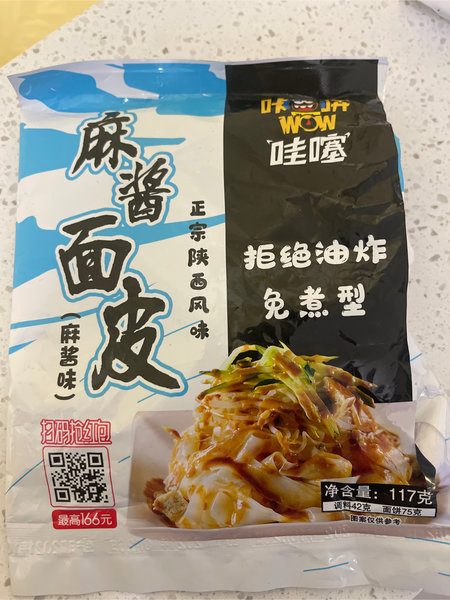 WOW
哇噻
麻酱面皮
(麻酱味)
正宗陕西风味
拒绝油炸
免煮型
扫码抢红包
最高166元
净含量：117克
调料42克 面饼75克
图案仅供参考